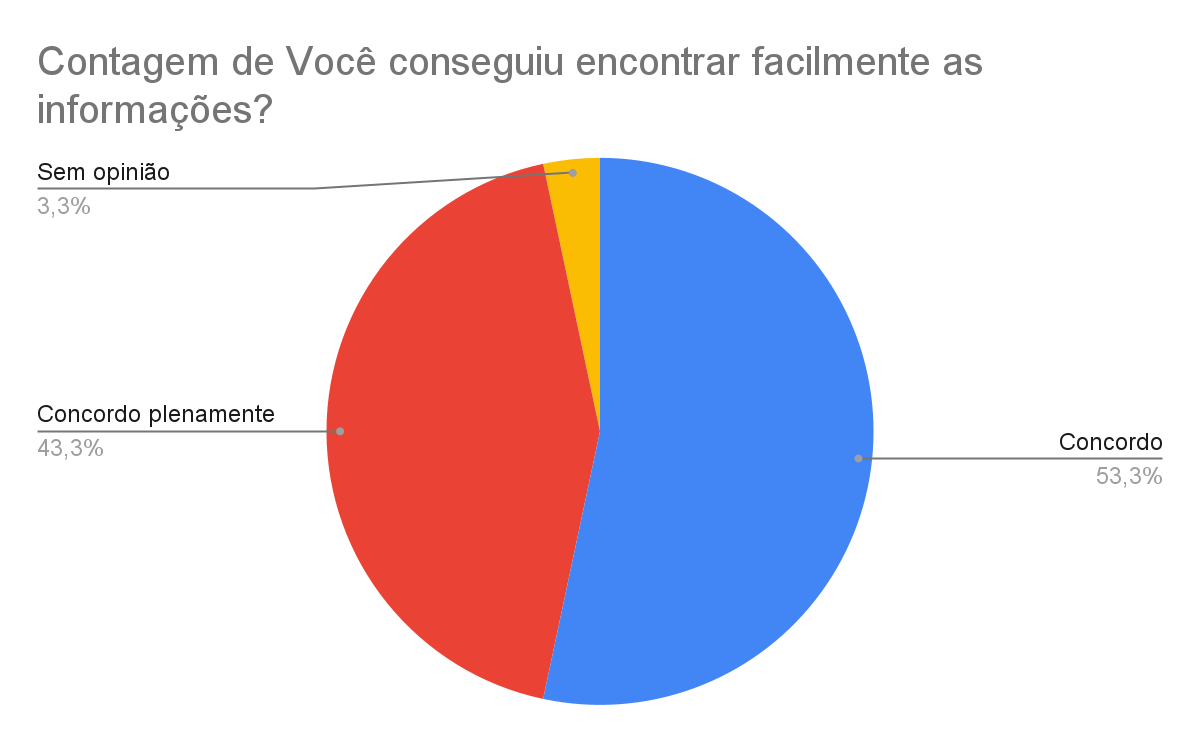 Contagem de Você conseguiu encontrar facilmente as
informações?
Sem opinião
3,3%
Concordo plenamente
43,3%
Concordo
53,3%